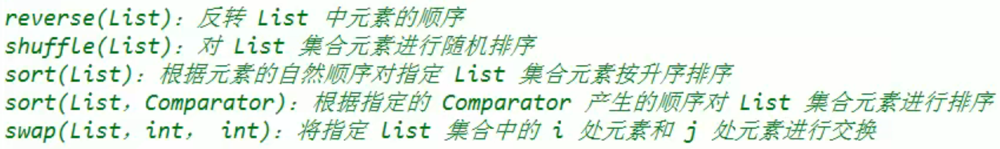 reverse(List)：反转 List 中元素的顺序
shuffle(List)：对 List 集合元素进行随机排序
sort(List)：根据元素的自然顺序对指定 List 集合元素按升序排序
sort(List，Comparator)：根据指定的 Comparator 产生的顺序对 List 集合元素进行排序
swap(List，int， int)：将指定 list 集合中的 i 处元素和 j 处元素进行交换